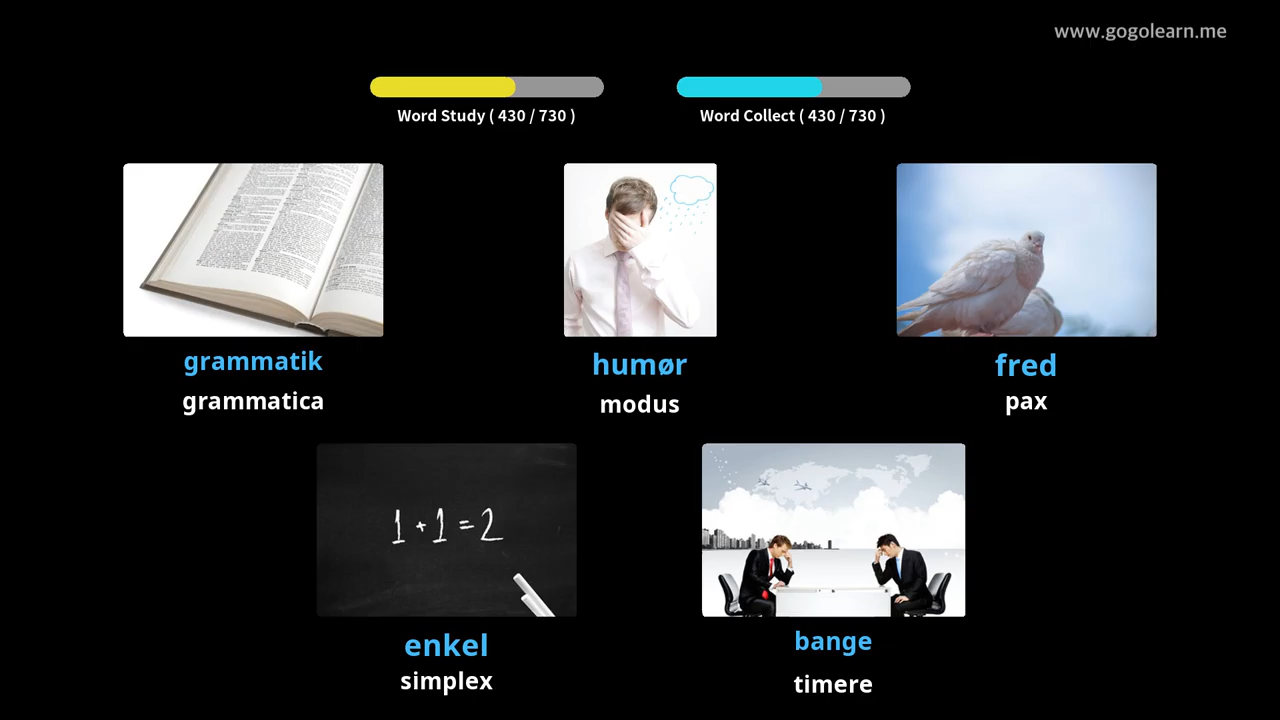 www.gogolearn.me
Word Study ( 430 / 730 )
Word Collect ( 430 / 730 )
grammatik
grammatica
humør
modus
fred
pax
1 + 1 = 2
enkel
simplex
bange
timere